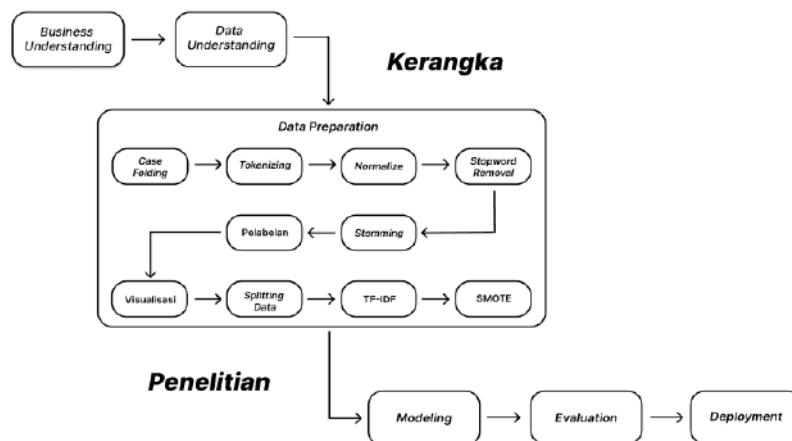 Business
Understanding
Data
Understanding
Kerangka
Data Preparation
Case
Folding
Tokenizing
Normalize
Stopword
Removal
Pelabelan
Stemming
Visualisasi
Splitting
Data
TF-IDF
SMOTE
Penelitian
Modeling
Evaluation
Deployment